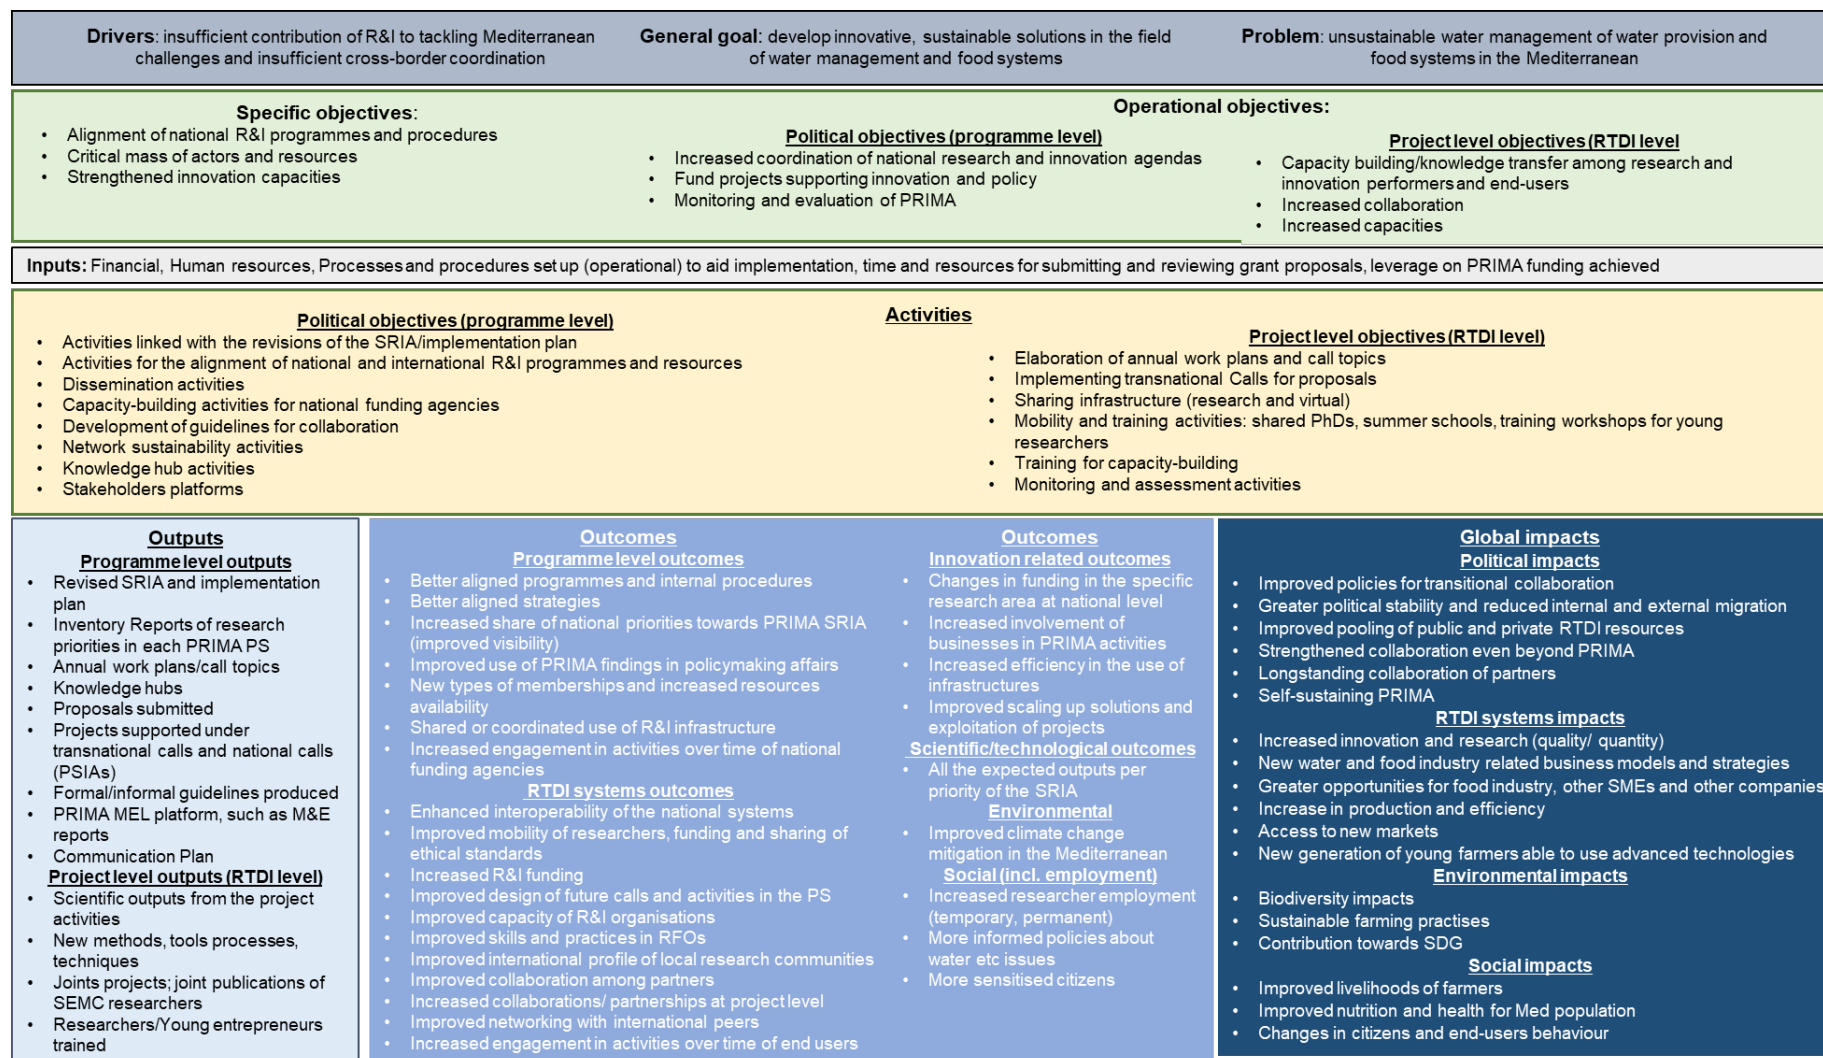 Drivers: insufficient contribution of R&I to tackling Mediterranean
challenges and insufficient cross-border coordination
General goal: develop innovative, sustainable solutions in the field
of water management and food systems
Problem: unsustainable water management of water provision and
food systems in the Mediterranean
Specific objectives:
• Alignment of national R&I programmes and procedures
• Critical mass of actors and resources
• Strengthened innovation capacities
Operational objectives:
Political objectives (programme level)
• Increased coordination of national research and innovation agendas
• Fund projects supporting innovation and policy
• Monitoring and evaluation of PRIMA
Project level objectives (RTDI level
• Capacity building/knowledge transfer among research and
innovation performers and end-users
• Increased collaboration
• Increased capacities
Inputs: Financial, Human resources, Processes and procedures set up (operational) to aid implementation, time and resources for submitting and reviewing grant proposals, leverage on PRIMA funding achieved
Activities
Political objectives (programme level)
• Activities linked with the revisions of the SRIA/implementation plan
• Activities for the alignment of national and international R&I programmes and resources
• Dissemination activities
• Capacity-building activities for national funding agencies
• Development of guidelines for collaboration
• Network sustainability activities
• Knowledge hub activities
• Stakeholders platforms
Project level objectives (RTDI level)
• Elaboration of annual work plans and call topics
• Implementing transnational Calls for proposals
• Sharing infrastructure (research and virtual)
• Mobility and training activities: shared PhDs, summer schools, training workshops for young
researchers
• Training for capacity-building
• Monitoring and assessment activities
Outputs
Programme level outputs
• Revised SRIA and implementation
plan
• Inventory Reports of research
priorities in each PRIMA PS
• Annual work plans/call topics
• Knowledge hubs
• Proposals submitted
• Projects supported under
transnational calls and national calls
(PSIAs)
• Formal/informal guidelines produced
• PRIMA MEL platform, such as M&E
reports
• Communication Plan
Project level outputs (RTDI level)
• Scientific outputs from the project
activities
• New methods, tools processes,
techniques
• Joints projects; joint publications of
SEMC researchers
• Researchers/Young entrepreneurs
trained
Outcomes
Programme level outcomes
• Better aligned programmes and internal procedures
• Better aligned strategies
• Increased share of national priorities towards PRIMA SRIA
(improved visibility)
• Improved use of PRIMA findings in policymaking affairs
• New types of memberships and increased resources
availability
• Shared or coordinated use of R&I infrastructure
• Increased engagement in activities over time of national
funding agencies
RTDI systems outcomes
• Enhanced interoperability of the national systems
• Improved mobility of researchers, funding and sharing of
ethical standards
• Increased R&I funding
• Improved design of future calls and activities in the PS
• Improved capacity of R&I organisations
• Improved skills and practices in RFOs
• Improved international profile of local research communities
• Improved collaboration among partners
• Increased collaborations/ partnerships at project level
• Improved networking with international peers
• Increased engagement in activities over time of end users
Outcomes
Innovation related outcomes
• Changes in funding in the specific
research area at national level
• Increased involvement of
businesses in PRIMA activities
• Increased efficiency in the use of
infrastructures
• Improved scaling up solutions and
exploitation of projects
Scientific/technological outcomes
• All the expected outputs per
priority of the SRIA
Environmental
• Improved climate change
mitigation in the Mediterranean
Social (incl. employment)
• Increased researcher employment
(temporary, permanent)
• More informed policies about
water etc issues
• More sensitised citizens
Global impacts
Political impacts
• Improved policies for transitional collaboration
• Greater political stability and reduced internal and external migration
• Improved pooling of public and private RTDI resources
• Strengthened collaboration even beyond PRIMA
• Longstanding collaboration of partners
• Self-sustaining PRIMA
RTDI systems impacts
• Increased innovation and research (quality/ quantity)
• New water and food industry related business models and strategies
• Greater opportunities for food industry, other SMEs and other companies
• Increase in production and efficiency
• Access to new markets
• New generation of young farmers able to use advanced technologies
Environmental impacts
• Biodiversity impacts
• Sustainable farming practises
• Contribution towards SDG
Social impacts
• Improved livelihoods of farmers
• Improved nutrition and health for Med population
• Changes in citizens and end-users behaviour